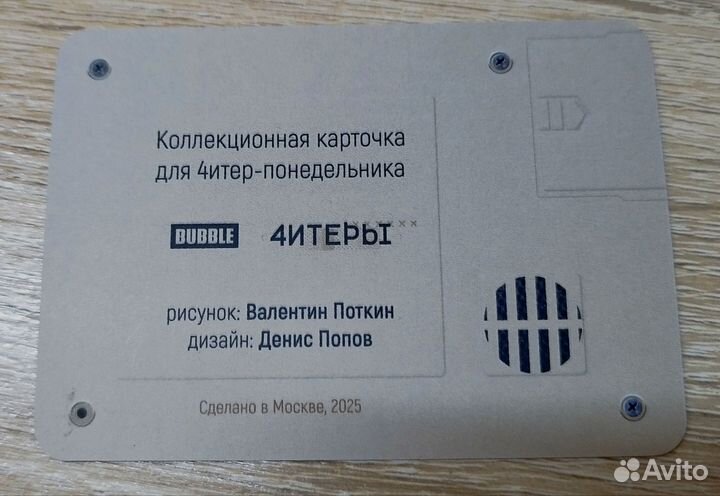 Коллекционная карточка
для 4итер-понедельника
BUBBLE 4ИТЕРЫ
××××××
рисунок: Валентин Поткин
дизайн: Денис Попов
Сделано в Москве, 2025
Avito